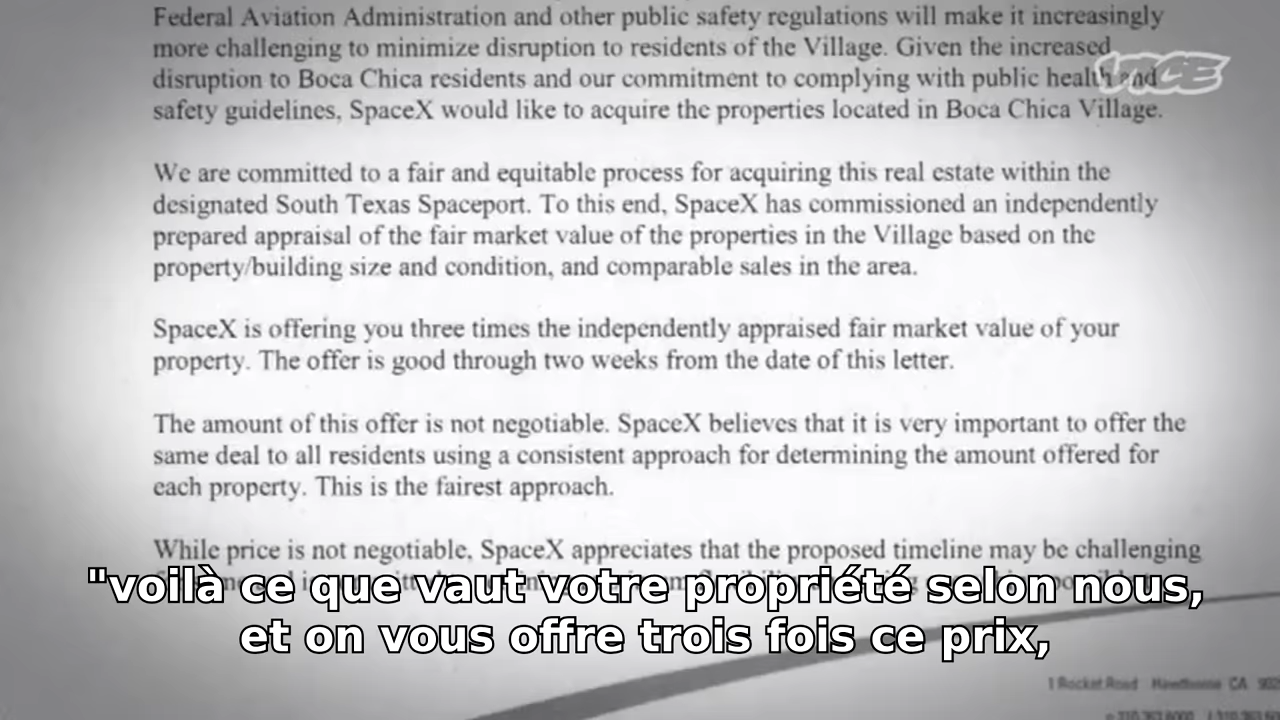 Federal Aviation Administration and other public safety regulations will make it increasingly
more challenging to minimize disruption to residents of the Village. Given the increased
disruption to Boca Chica residents and our commitment to complying with public health and
VICE
safety guidelines, SpaceX would like to acquire the properties located in Boca Chica Village.
We are committed to a fair and equitable process for acquiring this real estate within the
designated South Texas Spaceport. To this end, SpaceX has commissioned an independently
prepared appraisal of the fair market value of the properties in the Village based on the
property/building size and condition, and comparable sales in the area.
SpaceX is offering you three times the independently appraised fair market value of your
property. The offer is good through two weeks from the date of this letter.
The amount of this offer is not negotiable. SpaceX believes that it is very important to offer the
same deal to all residents using a consistent approach for determining the amount offered for
each property. This is the fairest approach.
While price is not negotiable, SpaceX appreciates that the proposed timeline may be challenging
"voilà ce que vaut votre propriété selon nous,
et on vous offre trois fois ce prix,
1 Rocket Road Hawthorne CA